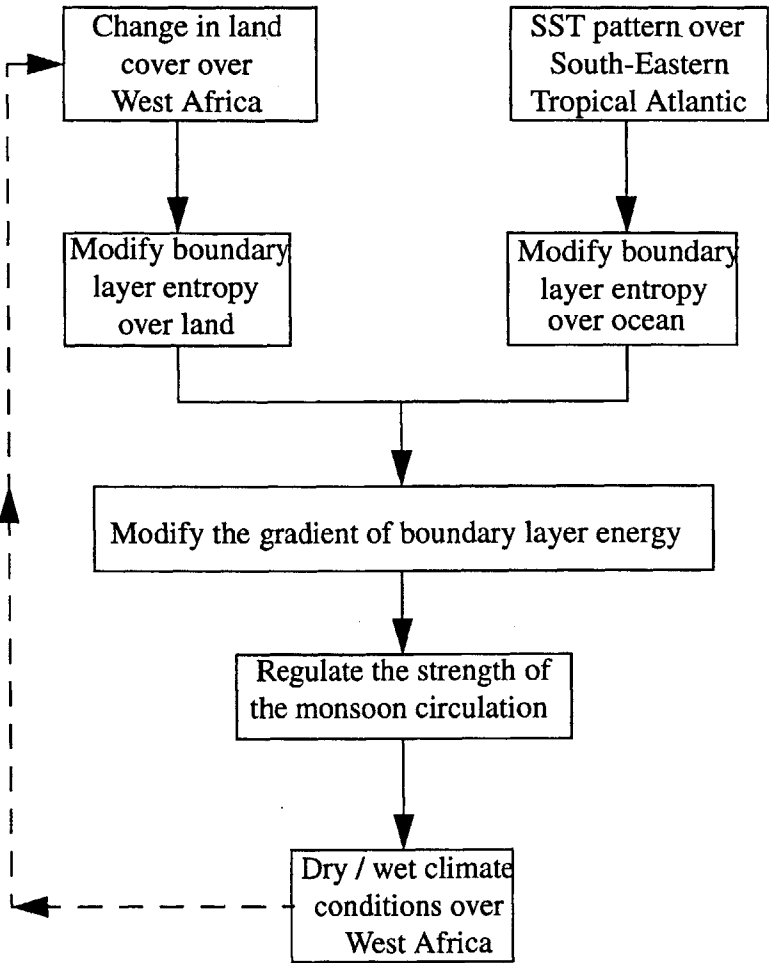 Change in land
cover over
West Africa
SST pattern over
South-Eastern
Tropical Atlantic
Modify boundary
layer entropy
over land
Modify boundary
layer entropy
over ocean
Modify the gradient of boundary layer energy
Regulate the strength of
the monsoon circulation
Dry / wet climate
conditions over
West Africa